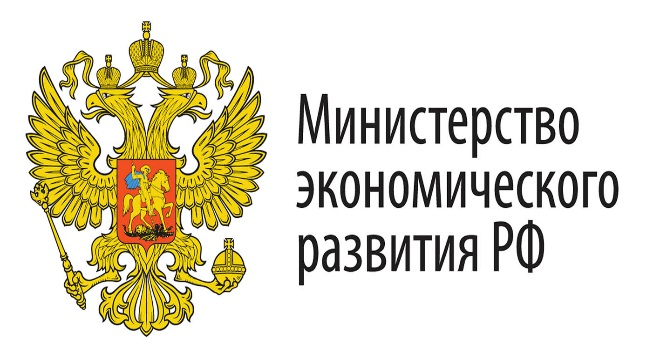 Министерство
экономического
развития РФ